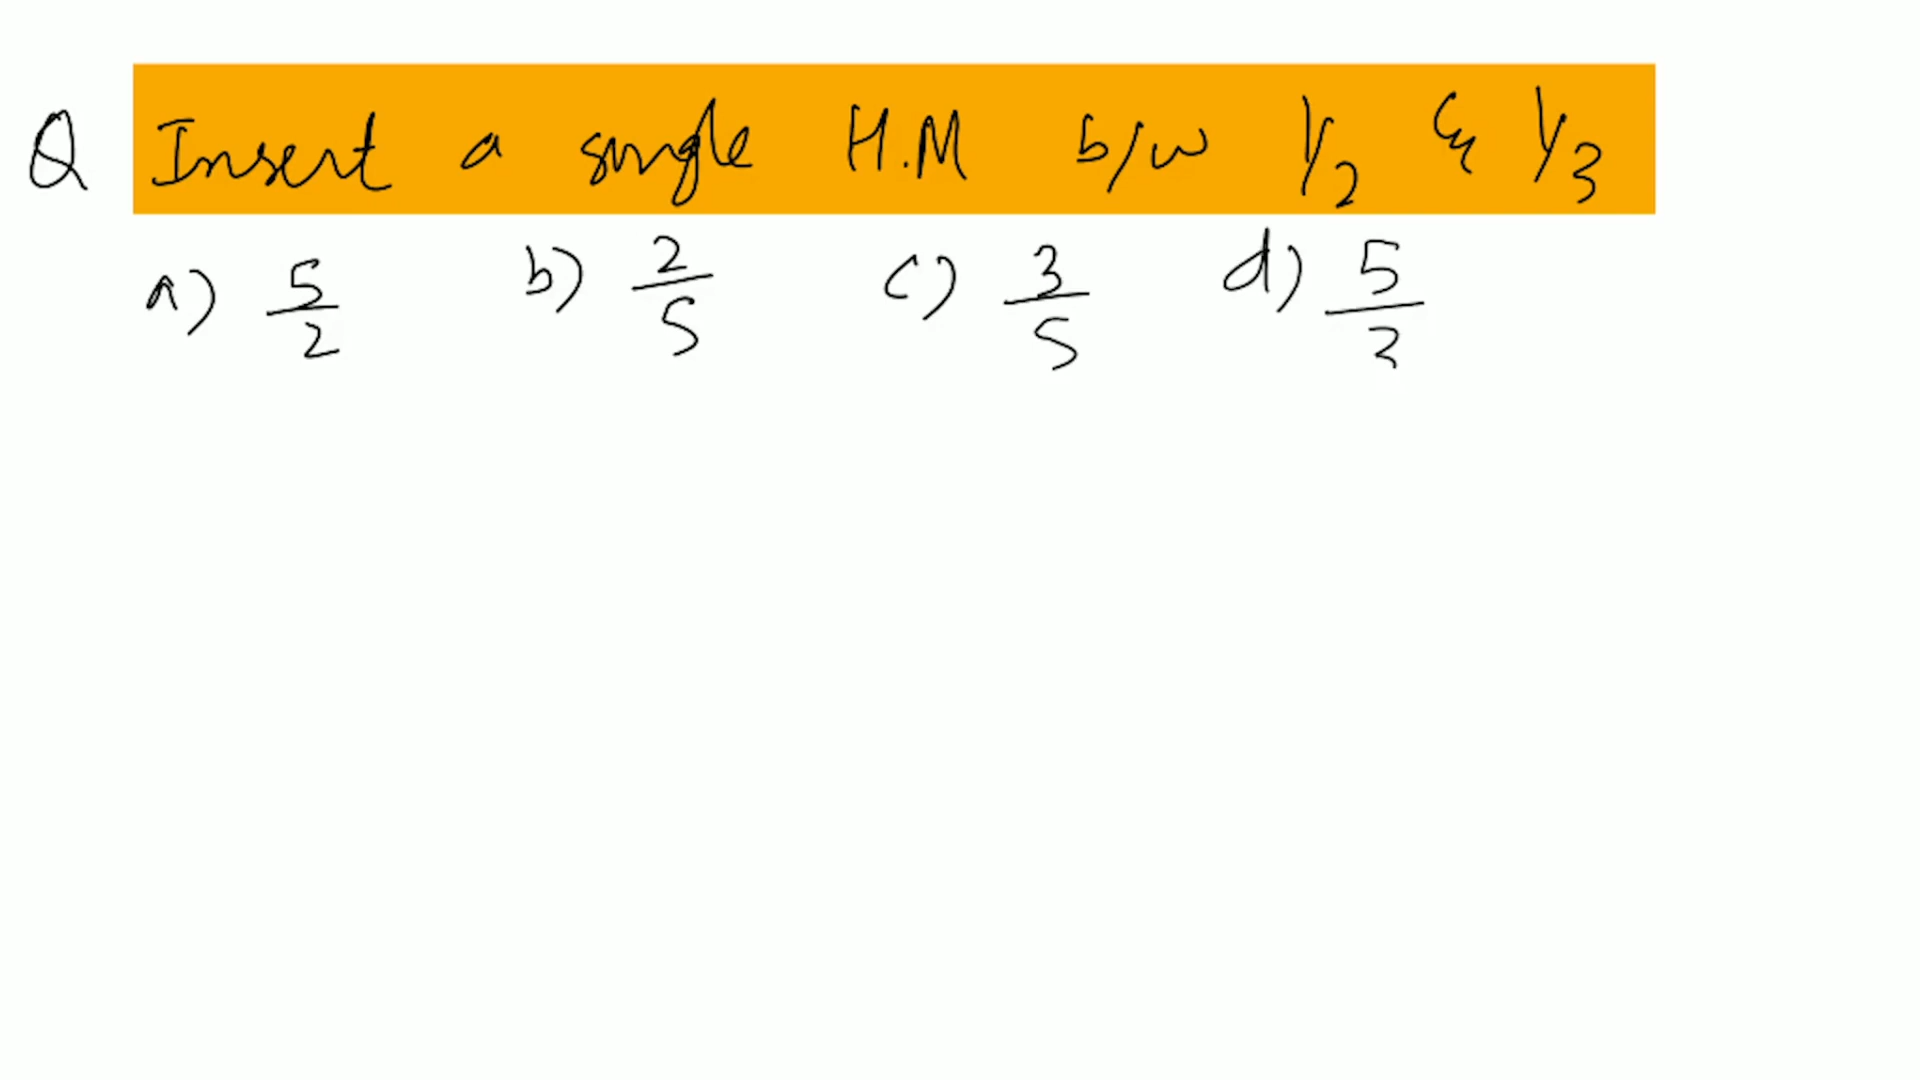 Q Insert a single H.M b/w 1/2 & 1/3
a) 5/2 b) 2/5 c) 3/5 d) 5/3